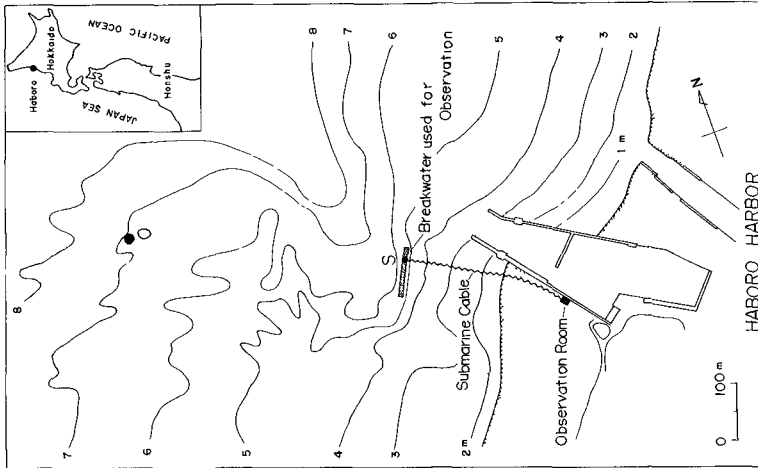 PACIFIC OCEAN
Hokkaido
Haboro
JAPAN SEA
Honshu
8
7
6
5
4
3
2
1 m
N
S
Breakwater used for
Observation
Submarine Cable
Observation Room
8
7
6
5
4
3
2 m
0 100 m
HABORO HARBOR